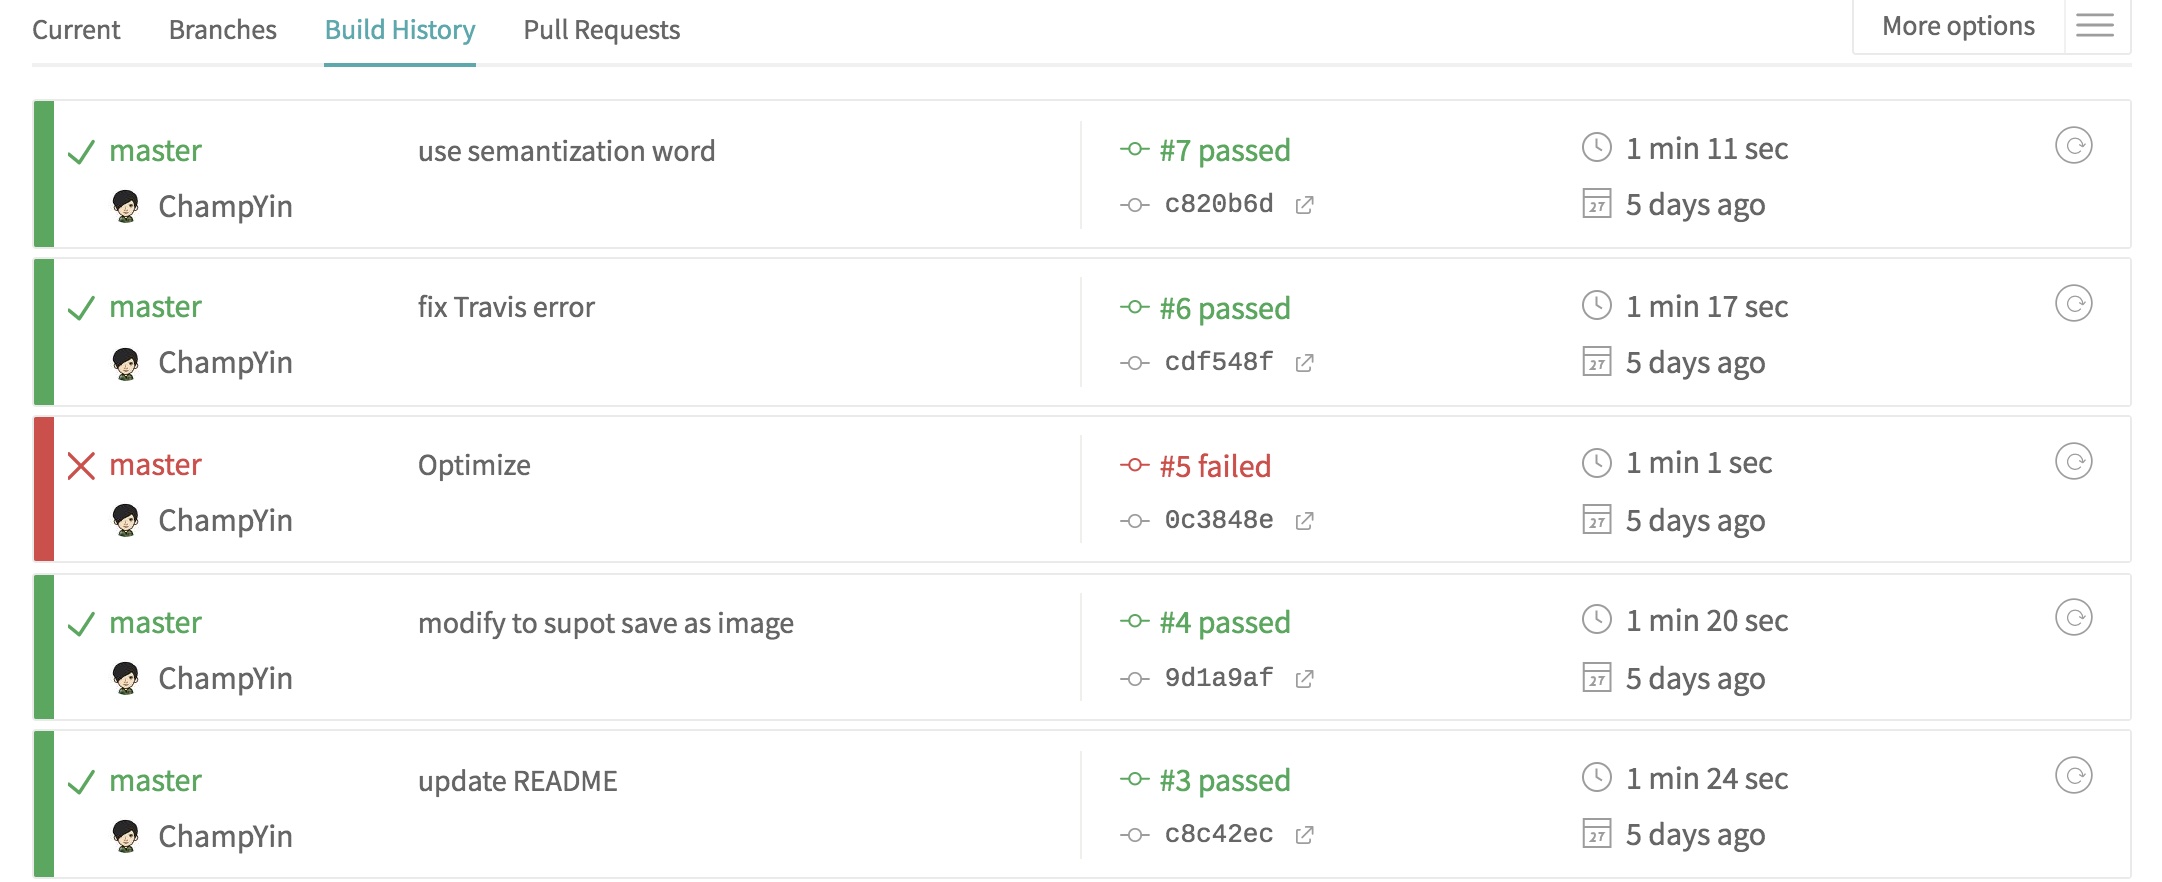 Current Branches Build History Pull Requests More options
master use semantization word #7 passed 1 min 11 sec
ChampYin c820b6d 27 5 days ago
master fix Travis error #6 passed 1 min 17 sec
ChampYin cdf548f 27 5 days ago
master Optimize #5 failed 1 min 1 sec
ChampYin 0c3848e 27 5 days ago
master modify to supot save as image #4 passed 1 min 20 sec
ChampYin 9d1a9af 27 5 days ago
master update README #3 passed 1 min 24 sec
ChampYin c8c42ec 27 5 days ago